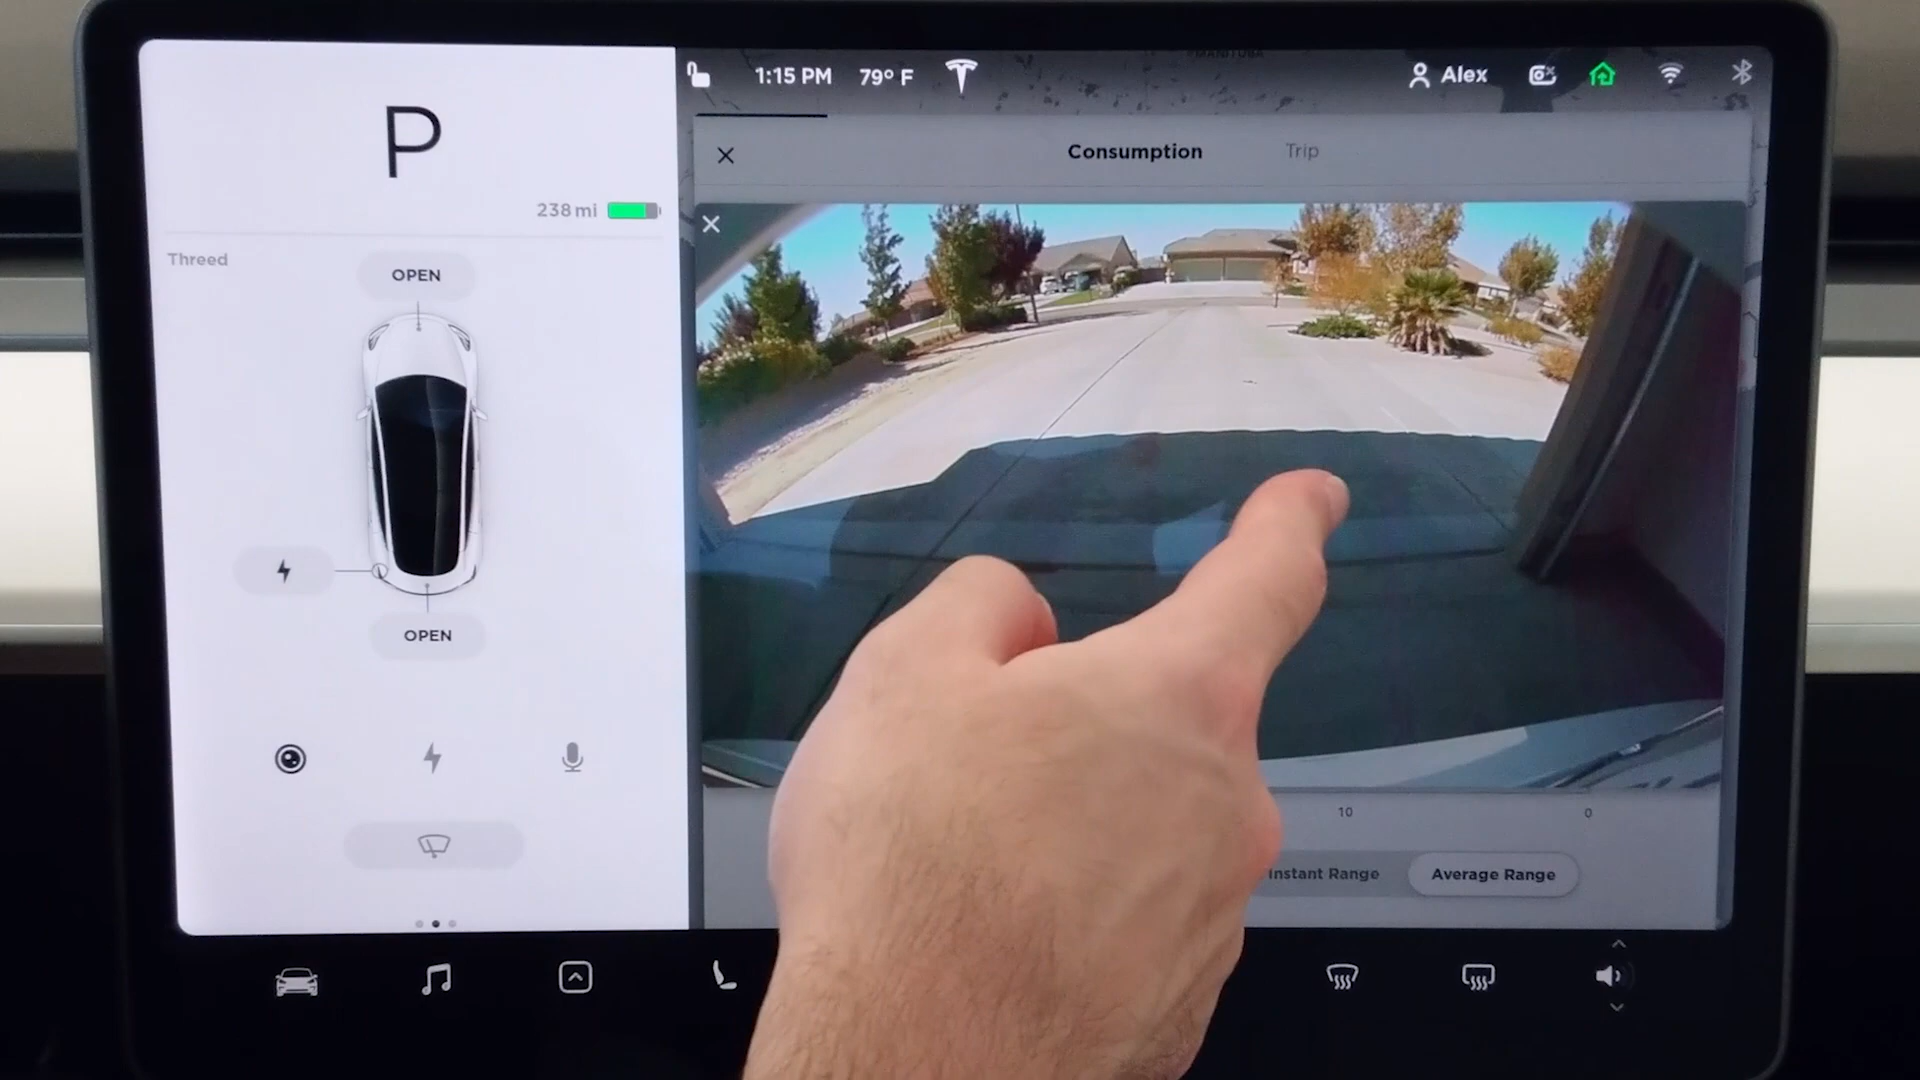 P
238 mi
Threed
OPEN
OPEN
1:15 PM 79° F
Alex
Consumption Trip
10 0
Instant Range Average Range